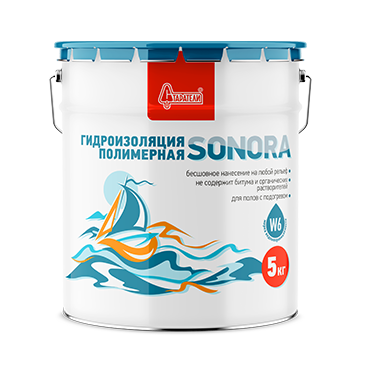 СТАРАТЕЛИ
ГИДРОИЗОЛЯЦИЯ
ПОЛИМЕРНАЯ
SONORA
бесшовное нанесение на любой рельеф
не содержит битума и органических
растворителей
для полов с подогревом
W6
5 кг